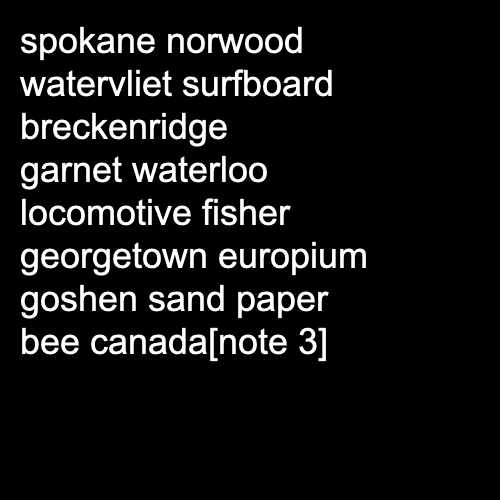 spokane norwood
watervliet surfboard
breckenridge
garnet waterloo
locomotive fisher
georgetown europium
goshen sand paper
bee canada[note 3]